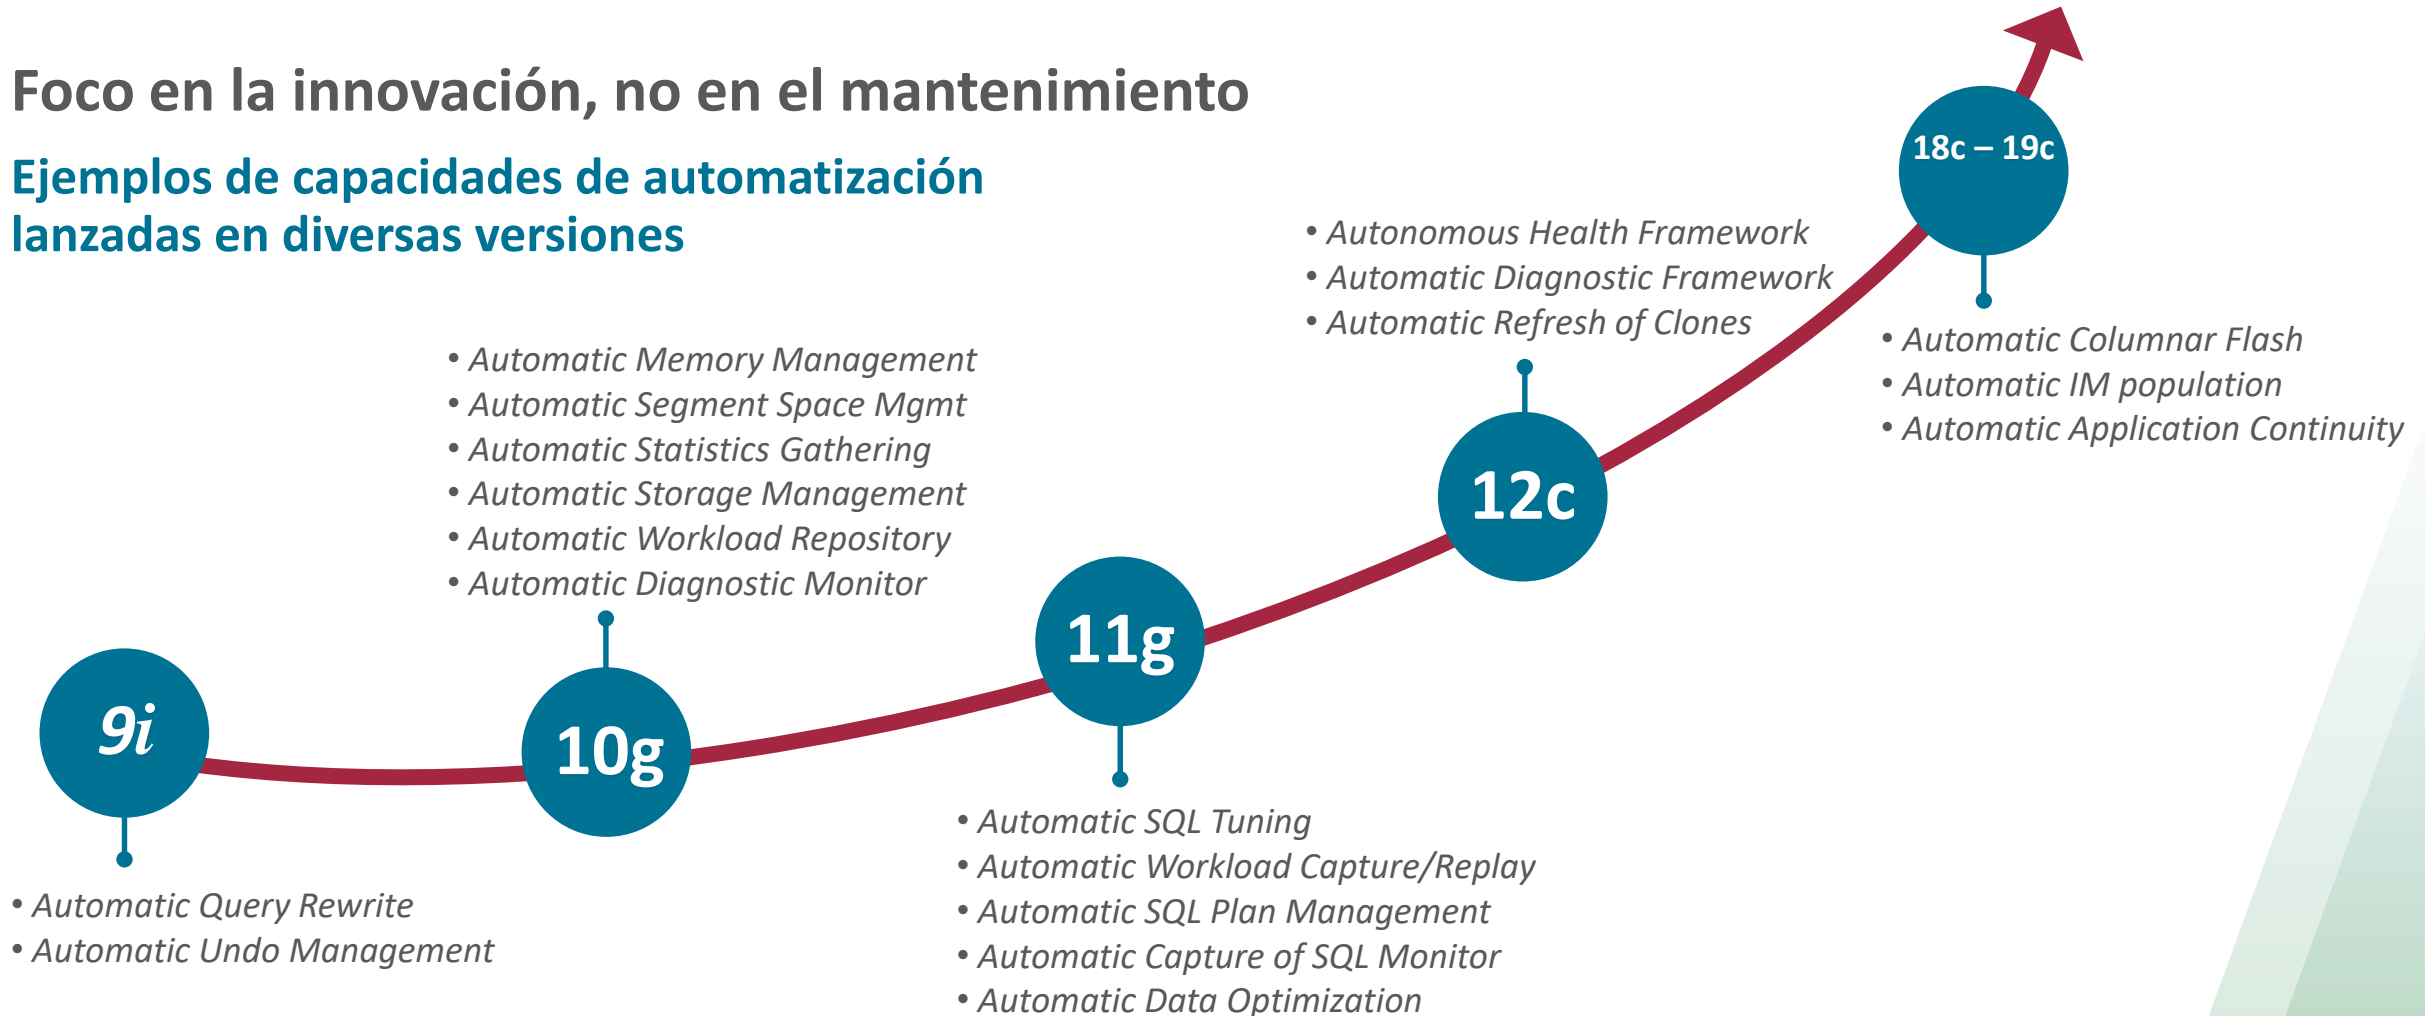 Foco en la innovación, no en el mantenimiento
Ejemplos de capacidades de automatización
lanzadas en diversas versiones
9i
• Automatic Query Rewrite
• Automatic Undo Management
• Automatic Memory Management
• Automatic Segment Space Mgmt
• Automatic Statistics Gathering
• Automatic Storage Management
• Automatic Workload Repository
• Automatic Diagnostic Monitor
10g
11g
• Automatic SQL Tuning
• Automatic Workload Capture/Replay
• Automatic SQL Plan Management
• Automatic Capture of SQL Monitor
• Automatic Data Optimization
• Autonomous Health Framework
• Automatic Diagnostic Framework
• Automatic Refresh of Clones
12c
18c – 19c
• Automatic Columnar Flash
• Automatic IM population
• Automatic Application Continuity